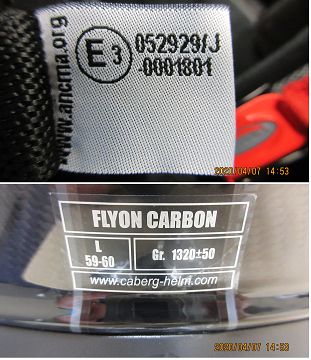 www.ancma.org
E3
052929/J
-0001801
2020/04/07 14:53
FLYON CARBON
L
59-60
Gr. 1320±50
www.caberg-helm.com
2020/04/07 14:53